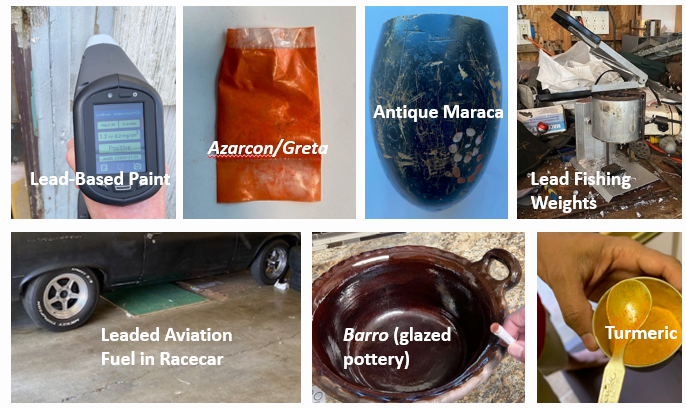 Lead-Based Paint
Azarcon/Greta
Antique Maraca
Lead Fishing
Weights
Leaded Aviation
Fuel in Racecar
Barro (glazed
pottery)
Turmeric